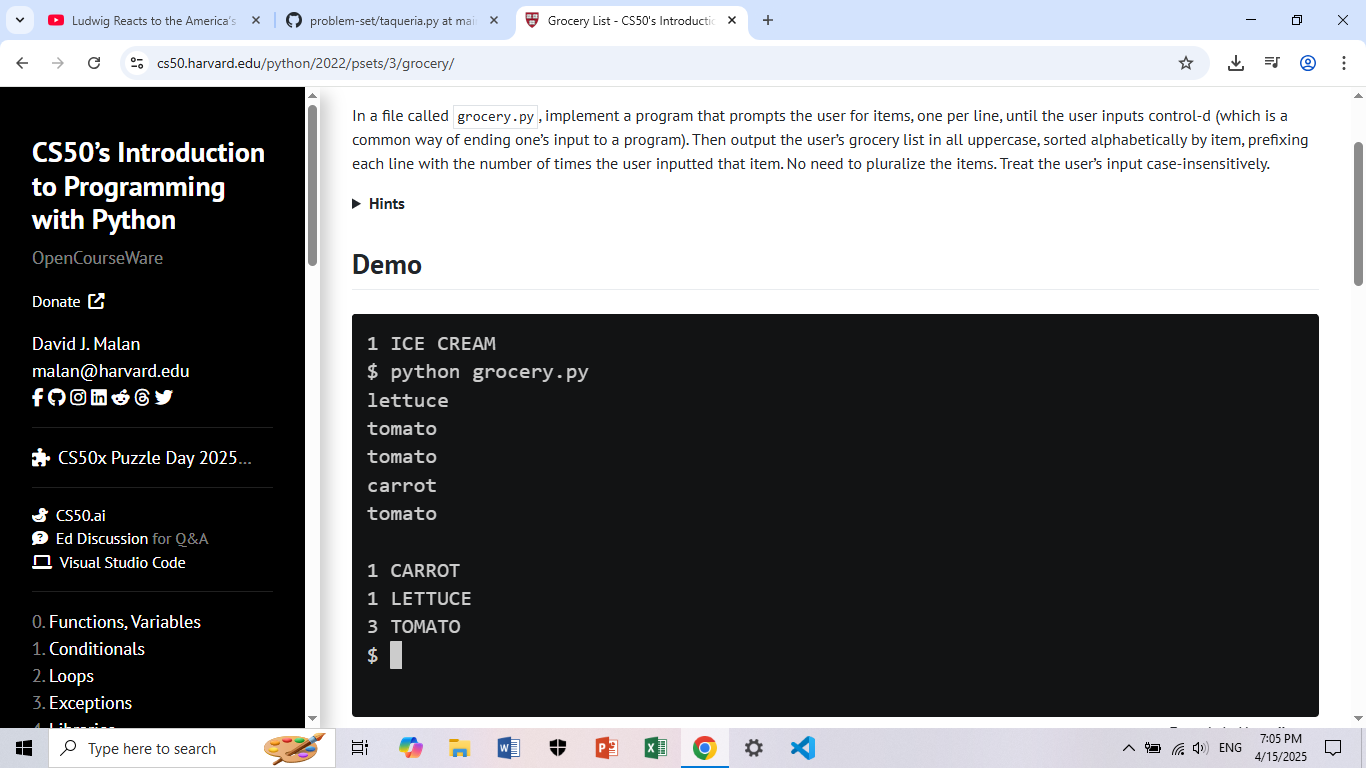 Ludwig Reacts to the America's
problem-set/taqueria.py at mai
Grocery List - CS50's Introducti
cs50.harvard.edu/python/2022/psets/3/grocery/
CS50's Introduction
to Programming
with Python
OpenCourseWare
Donate
David J. Malan
malan@harvard.edu
CS50x Puzzle Day 2025...
CS50.ai
Ed Discussion for Q&A
Visual Studio Code
0. Functions, Variables
1. Conditionals
2. Loops
3. Exceptions
4. Libraries
In a file called grocery.py, implement a program that prompts the user for items, one per line, until the user inputs control-d (which is a
common way of ending one's input to a program). Then output the user's grocery list in all uppercase, sorted alphabetically by item, prefixing
each line with the number of times the user inputted that item. No need to pluralize the items. Treat the user's input case-insensitively.
Hints
Demo
1 ICE CREAM
$ python grocery.py
lettuce
tomato
tomato
carrot
tomato
1 CARROT
1 LETTUCE
3 TOMATO
$
Type here to search
ENG
7:05 PM
4/15/2025